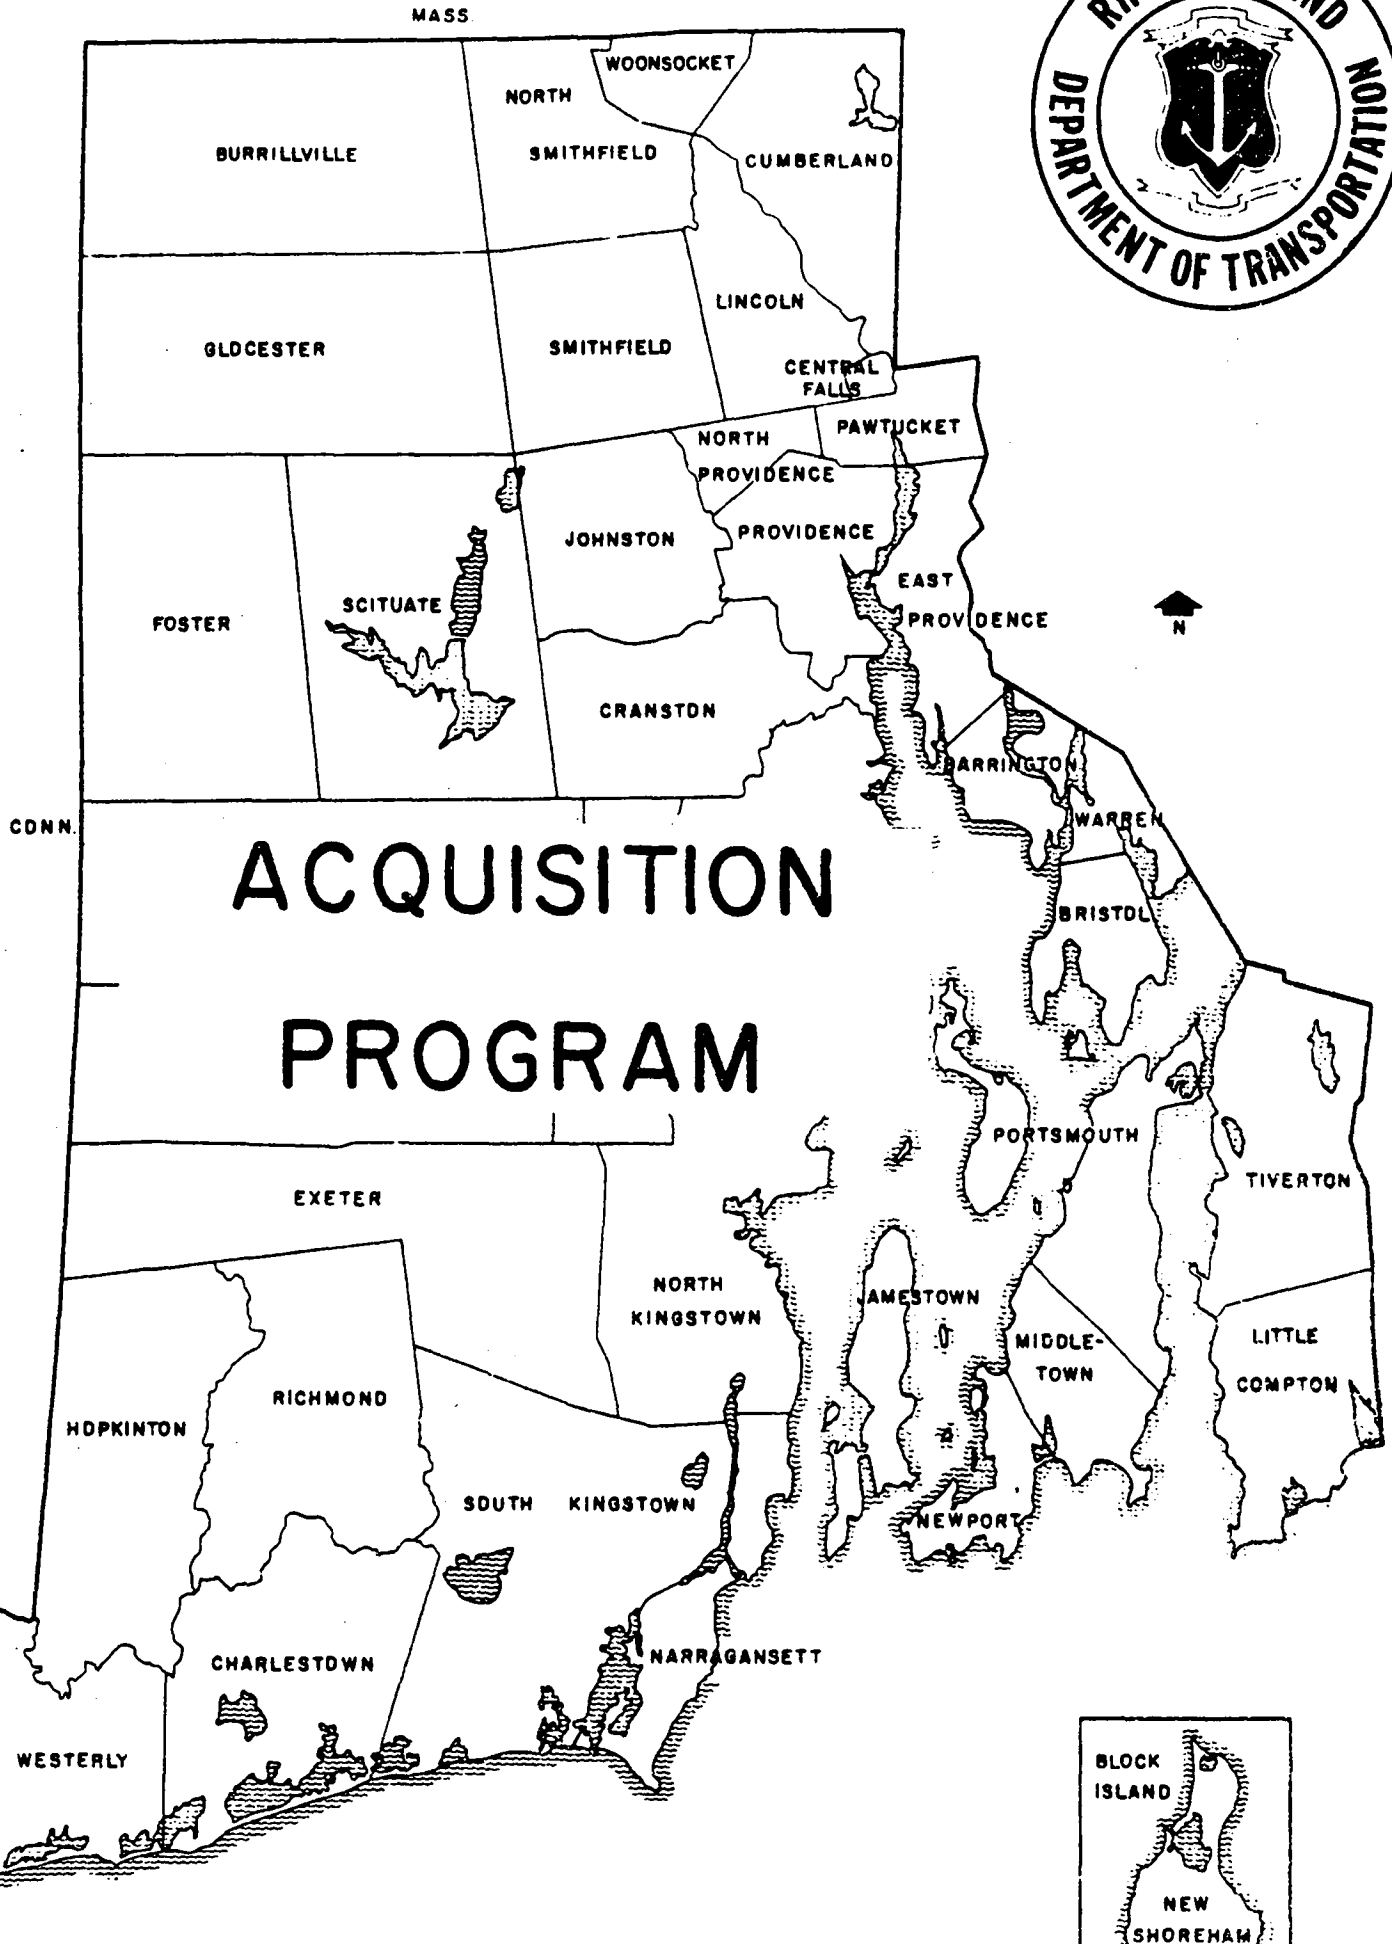 MASS.
RH
ND
DEPARTMENT OF TRANSPORTATION
WOONSOCKET
NORTH
SMITHFIELD
BURRILLVILLE
CUMBERLAND
LINCOLN
GLOCESTER
SMITHFIELD
CENTRAL
FALLS
PAWTUCKET
NORTH
PROVIDENCE
JOHNSTON
PROVIDENCE
EAST
PROVIDENCE
N
SCITUATE
FOSTER
CRANSTON
BARRINGTON
WARREN
CONN.
ACQUISITION
BRISTOL
PROGRAM
PORTSMOUTH
TIVERTON
EXETER
NORTH
KINGSTOWN
JAMESTOWN
MIDDLE-
TOWN
LITTLE
COMPTON
RICHMOND
HOPKINTON
SOUTH KINGSTOWN
NEWPORT
NARRAGANSETT
CHARLESTOWN
WESTERLY
BLOCK
ISLAND
NEW
SHOREHAM